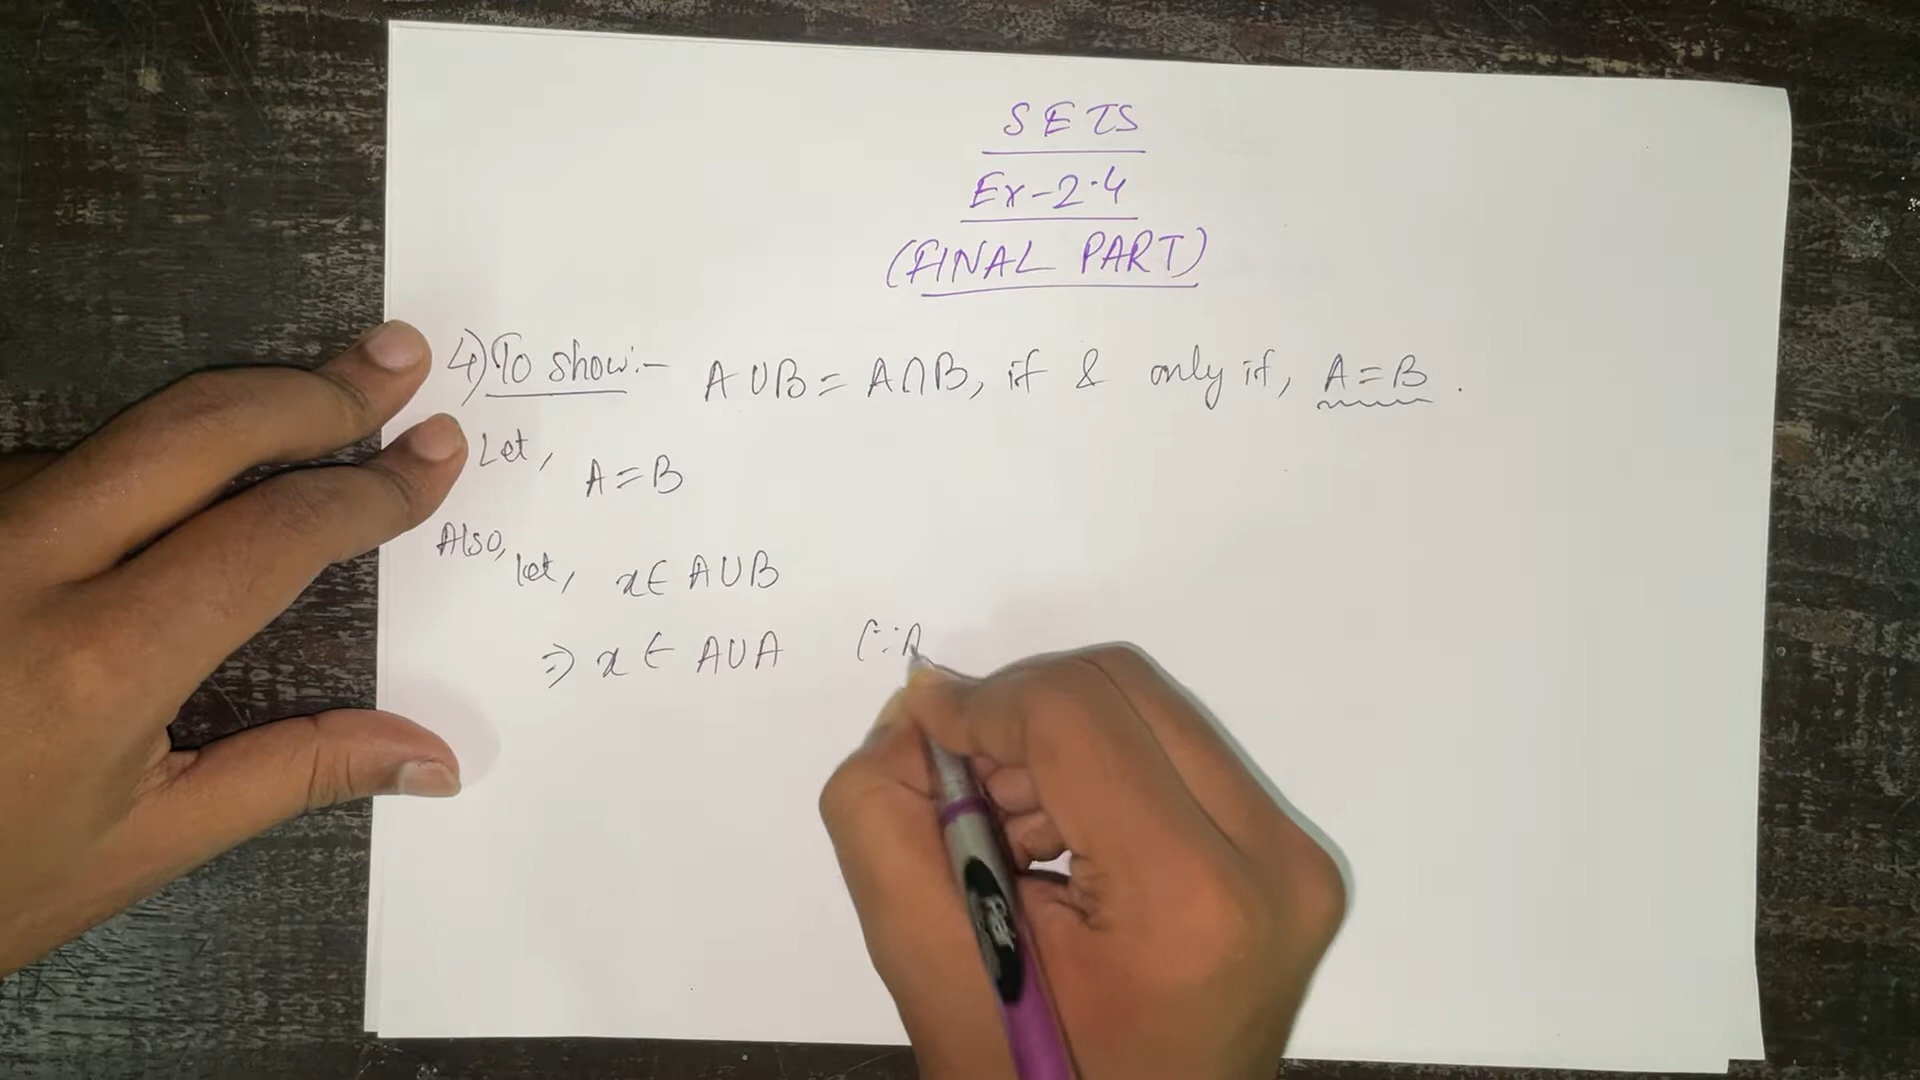 SETS
Ex-2.4
(FINAL PART)
4) To show:- A∪B = A∩B, if & only if, A=B.
Let, A=B
Also, let, x∈ A∪B
⇒ x ∈ A∪A (∵A